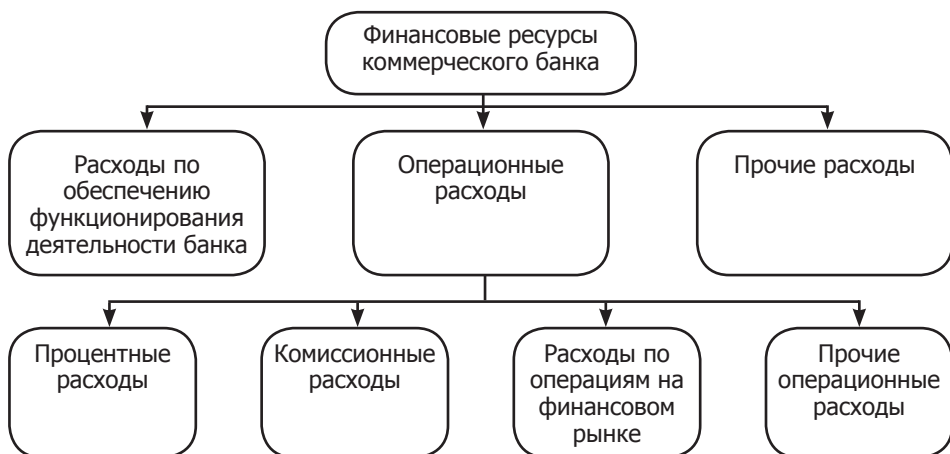 Финансовые ресурсы
коммерческого банка
Расходы по
обеспечению
функционирования
деятельности банка
Операционные
расходы
Прочие расходы
Процентные
расходы
Комиссионные
расходы
Расходы по
операциям на
финансовом
рынке
Прочие
операционные
расходы